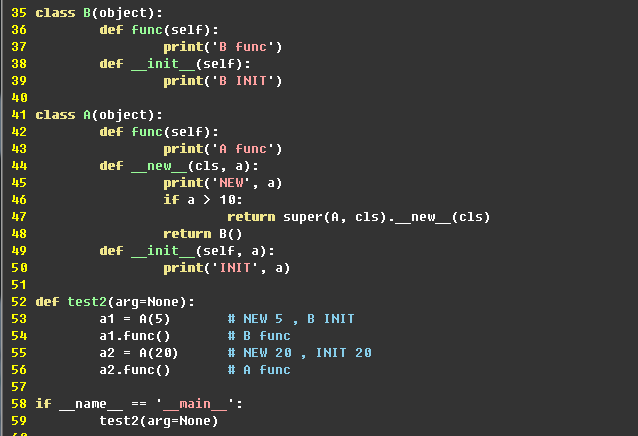 35 class B(object):
36         def func(self):
37                 print('B func')
38         def __init__(self):
39                 print('B INIT')
40
41 class A(object):
42         def func(self):
43                 print('A func')
44         def __new__(cls, a):
45                 print('NEW', a)
46                 if a > 10:
47                         return super(A, cls).__new__(cls)
48                 return B()
49         def __init__(self, a):
50                 print('INIT', a)
51
52 def test2(arg=None):
53         a1 = A(5)       # NEW 5 , B INIT
54         a1.func()       # B func
55         a2 = A(20)      # NEW 20 , INIT 20
56         a2.func()       # A func
57
58 if __name__ == '__main__':
59         test2(arg=None)